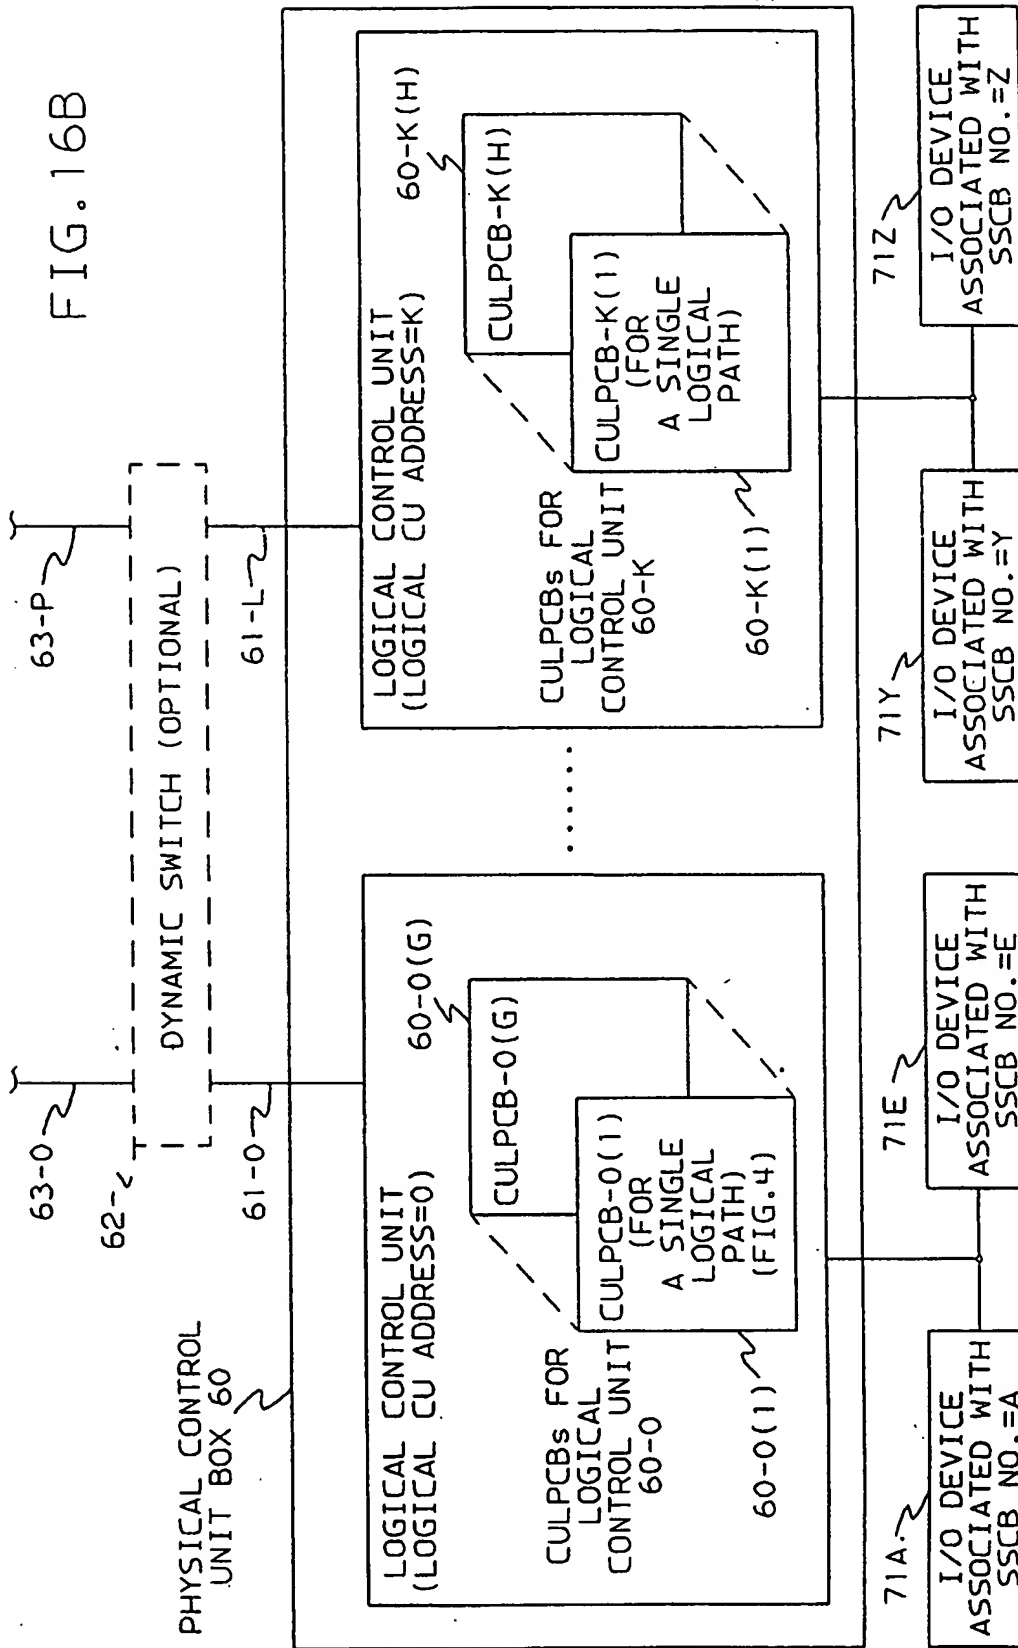 FIG.16B
63-0
63-P
62
DYNAMIC SWITCH (OPTIONAL)
61-0
61-L
PHYSICAL CONTROL
UNIT BOX 60
LOGICAL CONTROL UNIT
(LOGICAL CU ADDRESS=0)
60-0(G)
CULPCB-0(G)
CULPCB-0(1)
(FOR
A SINGLE
LOGICAL
PATH)
(FIG.4)
CULPCBs FOR
LOGICAL
CONTROL UNIT
60-0
60-0(1)
......
LOGICAL CONTROL UNIT
(LOGICAL CU ADDRESS=K)
60-K(H)
CULPCB-K(H)
CULPCB-K(1)
(FOR
A SINGLE
LOGICAL
PATH)
CULPCBs FOR
LOGICAL
CONTROL UNIT
60-K
60-K(1)
71A
I/O DEVICE
ASSOCIATED WITH
SSCB NO.=A
71E
I/O DEVICE
ASSOCIATED WITH
SSCB NO.=E
71Y
I/O DEVICE
ASSOCIATED WITH
SSCB NO.=Y
71Z
I/O DEVICE
ASSOCIATED WITH
SSCB NO.=Z